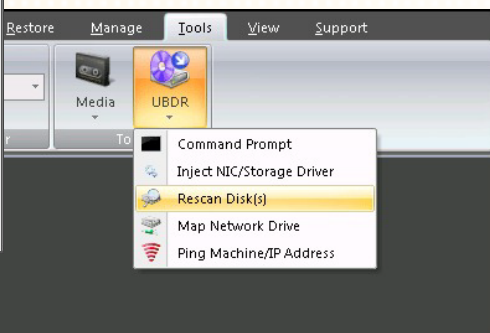 Restore Manage Tools View Support
Media UBDR
r To
Command Prompt
Inject NIC/Storage Driver
Rescan Disk(s)
Map Network Drive
Ping Machine/IP Address